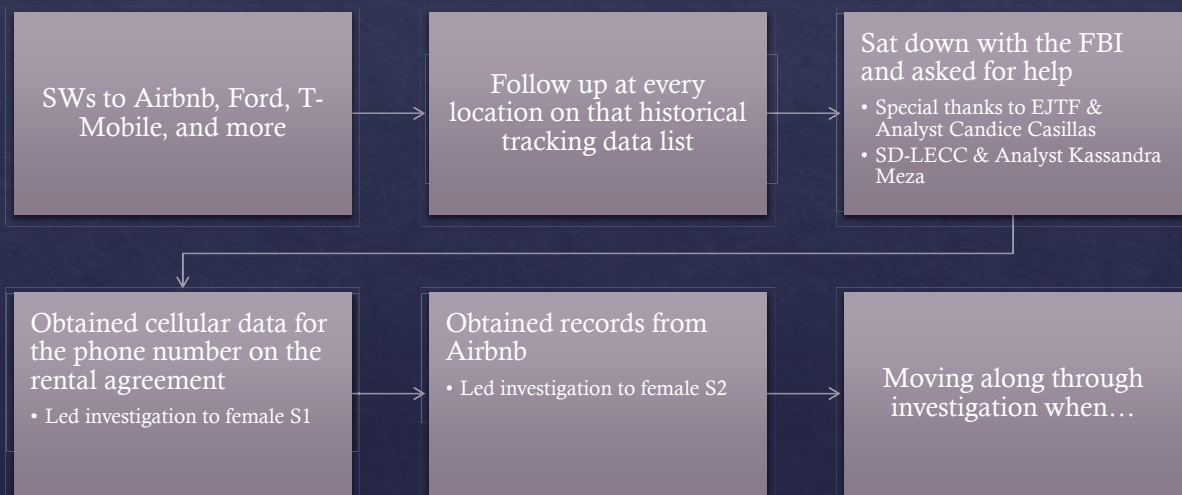 SWs to Airbnb, Ford, T-
Mobile, and more
Follow up at every
location on that historical
tracking data list
Sat down with the FBI
and asked for help
• Special thanks to EJTF &
Analyst Candice Casillas
• SD-LECC & Analyst Kassandra
Meza
Obtained cellular data for
the phone number on the
rental agreement
• Led investigation to female S1
Obtained records from
Airbnb
• Led investigation to female S2
Moving along through
investigation when…